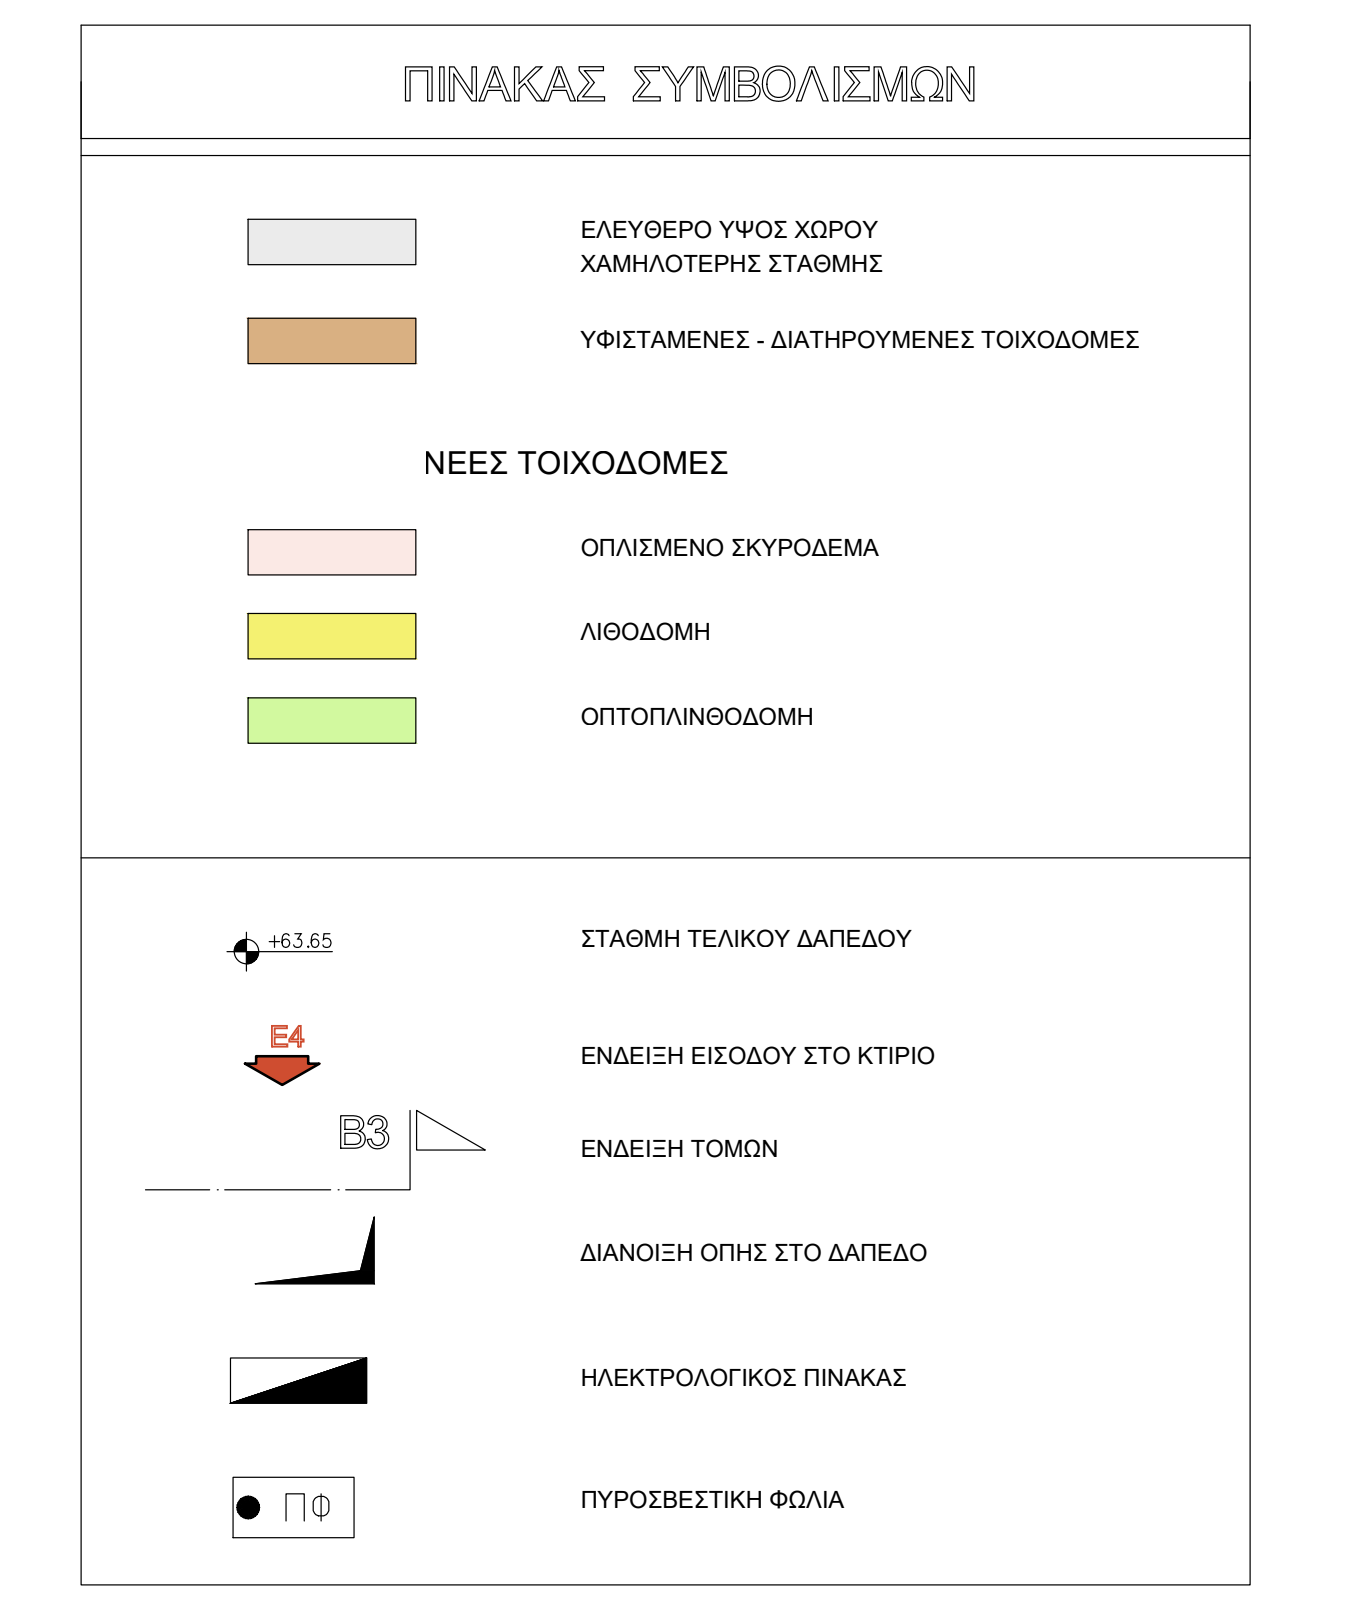 ΠΙΝΑΚΑΣ ΣΥΜΒΟΛΙΣΜΩΝ
ΕΛΕΥΘΕΡΟ ΥΨΟΣ ΧΩΡΟΥ
ΧΑΜΗΛΟΤΕΡΗΣ ΣΤΑΘΜΗΣ
ΥΦΙΣΤΑΜΕΝΕΣ - ΔΙΑΤΗΡΟΥΜΕΝΕΣ ΤΟΙΧΟΔΟΜΕΣ
ΝΕΕΣ ΤΟΙΧΟΔΟΜΕΣ
ΟΠΛΙΣΜΕΝΟ ΣΚΥΡΟΔΕΜΑ
ΛΙΘΟΔΟΜΗ
ΟΠΤΟΠΛΙΝΘΟΔΟΜΗ
+63.65 ΣΤΑΘΜΗ ΤΕΛΙΚΟΥ ΔΑΠΕΔΟΥ
Ε4 ΕΝΔΕΙΞΗ ΕΙΣΟΔΟΥ ΣΤΟ ΚΤΙΡΙΟ
Β3 ΕΝΔΕΙΞΗ ΤΟΜΩΝ
ΔΙΑΝΟΙΞΗ ΟΠΗΣ ΣΤΟ ΔΑΠΕΔΟ
ΗΛΕΚΤΡΟΛΟΓΙΚΟΣ ΠΙΝΑΚΑΣ
ΠΦ ΠΥΡΟΣΒΕΣΤΙΚΗ ΦΩΛΙΑ